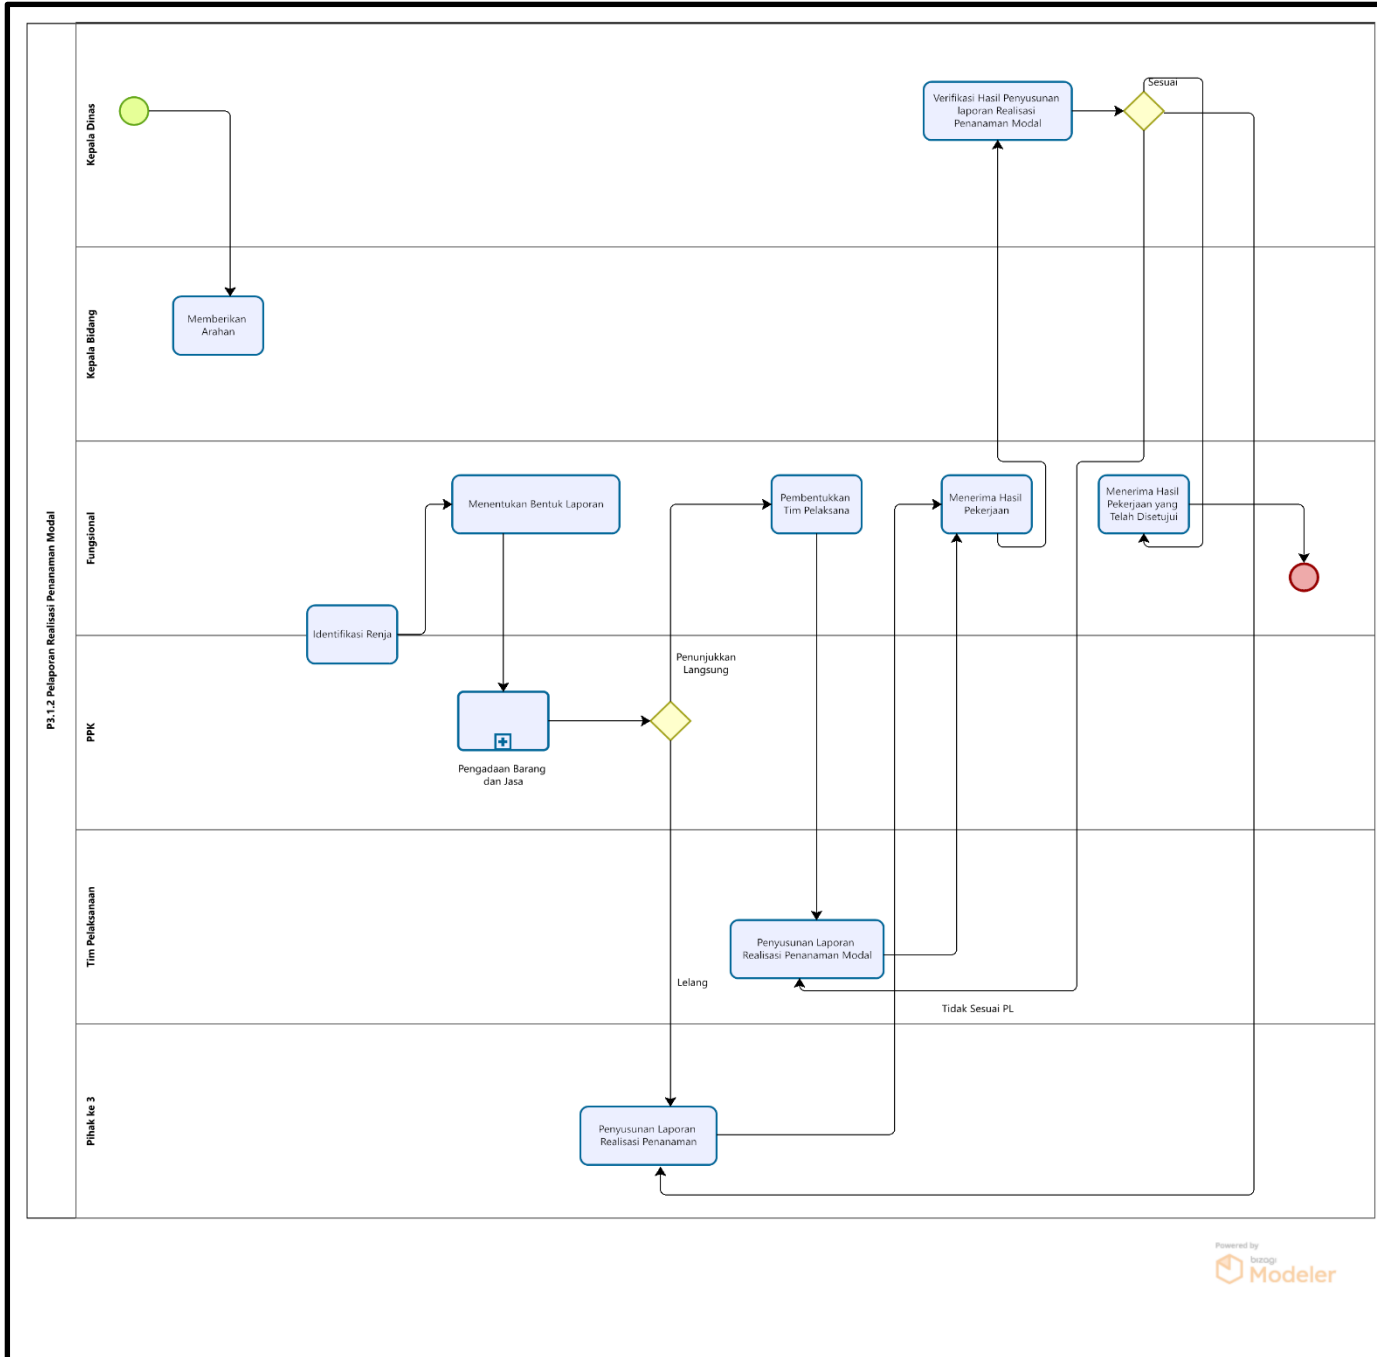 P3.1.2 Pelaporan Realisasi Penanaman Modal
Kepala Dinas
Verifikasi Hasil Penyusunan
laporan Realisasi
Penanaman Modal
Sesuai
Kepala Bidang
Memberikan
Arahan
Fungsional
Menentukan Bentuk Laporan
Pembentukkan
Tim Pelaksana
Menerima Hasil
Pekerjaan
Menerima Hasil
Pekerjaan yang
Telah Disetujui
Identifikasi Renja
PPK
Penunjukkan
Langsung
Pengadaan Barang
dan Jasa
Tim Pelaksanaan
Penyusunan Laporan
Realisasi Penanaman Modal
Lelang
Tidak Sesuai PL
Pihak ke 3
Penyusunan Laporan
Realisasi Penanaman
Powered by
bizagi
Modeler